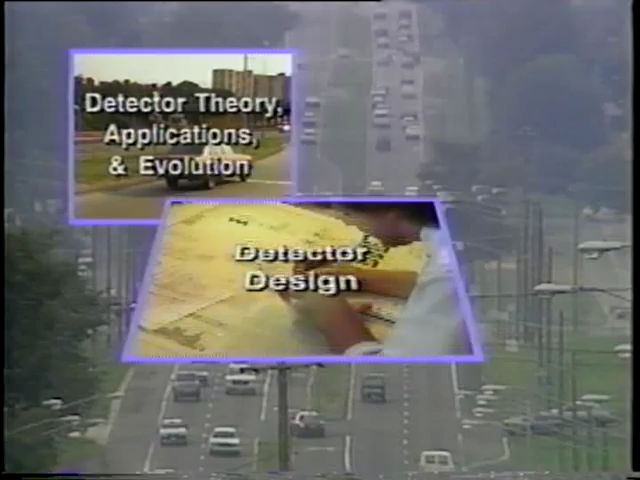 Detector Theory,
Applications,
& Evolution
Detector
Design